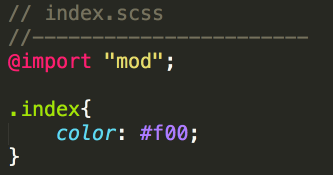 // index.scss
//-----------------------
@import "mod";
.index{
    color: #f00;
}